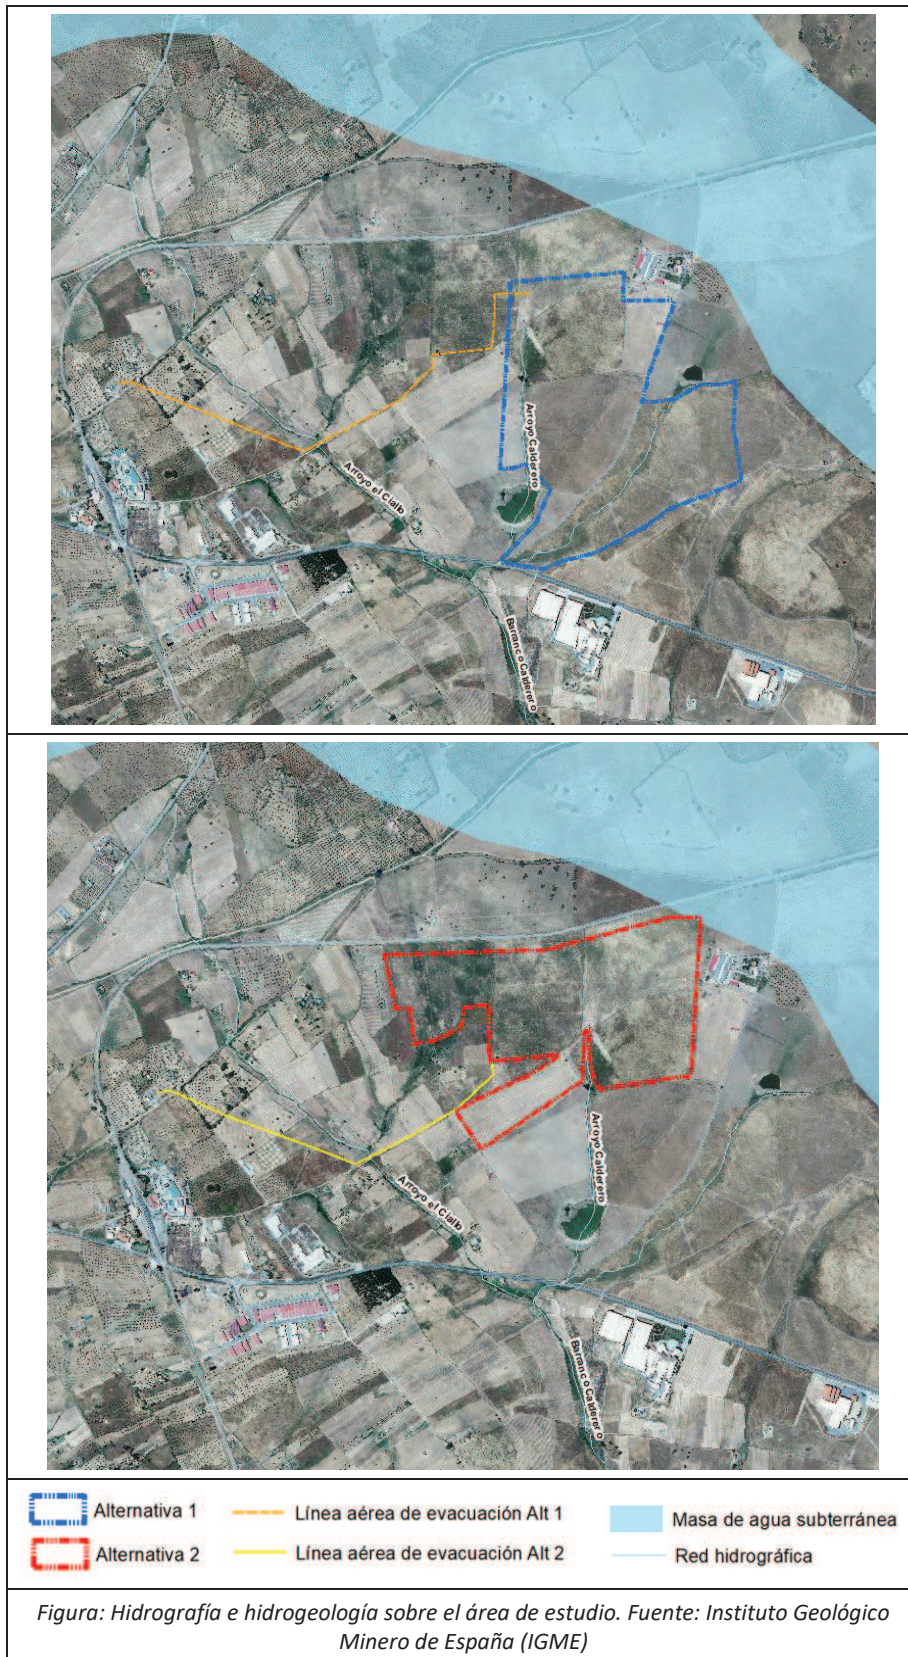 Arroyo Calderero
Arroyo el Cialio
Barranco Calderero
Arroyo Calderero
Arroyo el Cialio
Barranco Calderero
Alternativa 1
Línea aérea de evacuación Alt 1
Masa de agua subterránea
Alternativa 2
Línea aérea de evacuación Alt 2
Red hidrográfica
Figura: Hidrografía e hidrogeología sobre el área de estudio. Fuente: Instituto Geológico
Minero de España (IGME)